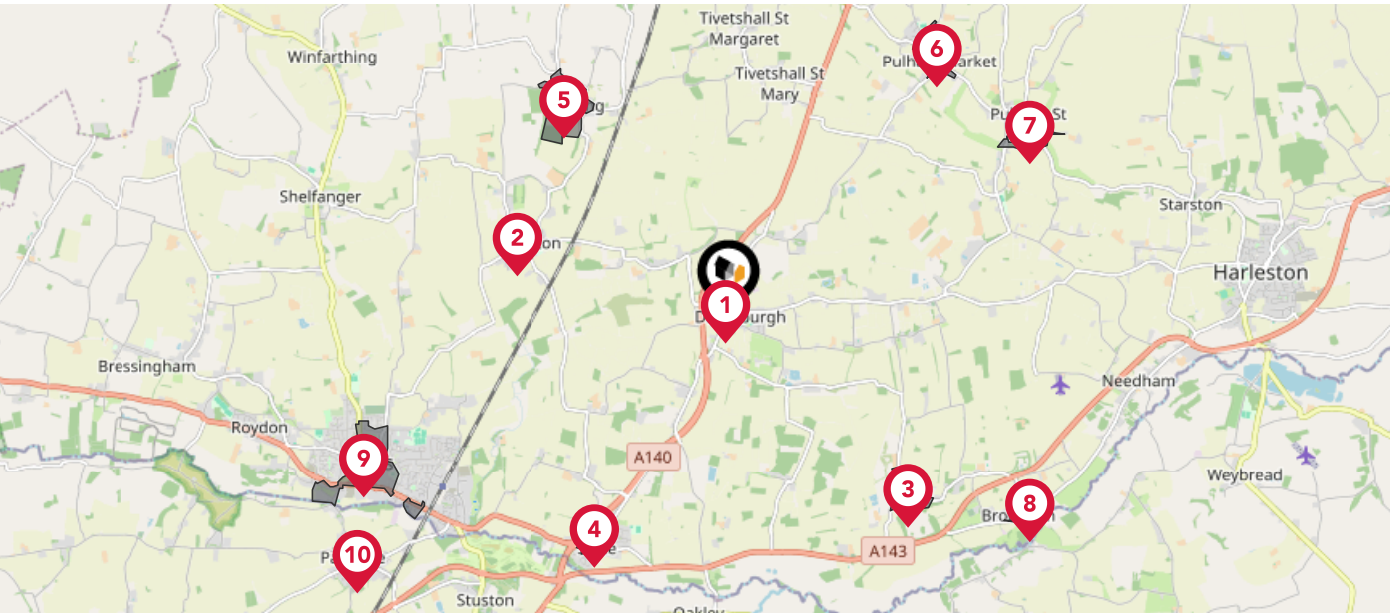 Tivetshall St
Margaret
Winfarthing
6
Tivetshall St
Mary
5
7
Shelfanger
Starston
2
Harleston
1
Bressingham
Needham
Roydon
A140
9
Weybread
3
8
4
A143
10
Stuston
Oakley